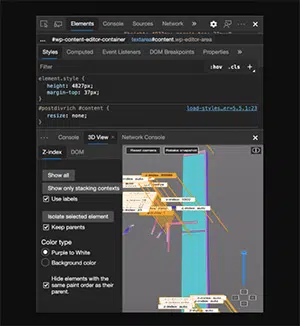 Elements Console Sources Network
#wp-content-editor-container textarea#content.wp-editor-area
Styles Computed Event Listeners DOM Breakpoints Properties
Filter :hov .cls +
element.style {
height: 4827px;
margin-top: 37px;
}
#postdivrich #content { load-styles…er=5.5.1:23
resize: none;
}
Console 3D View × Network Console
Z-index DOM
Show all
Show only stacking contexts
Use labels
Isolate selected element
Keep parents
Color type
Purple to White
Background color
Hide elements with the
same paint order as their
parent.
Reset camera Retake snapshot